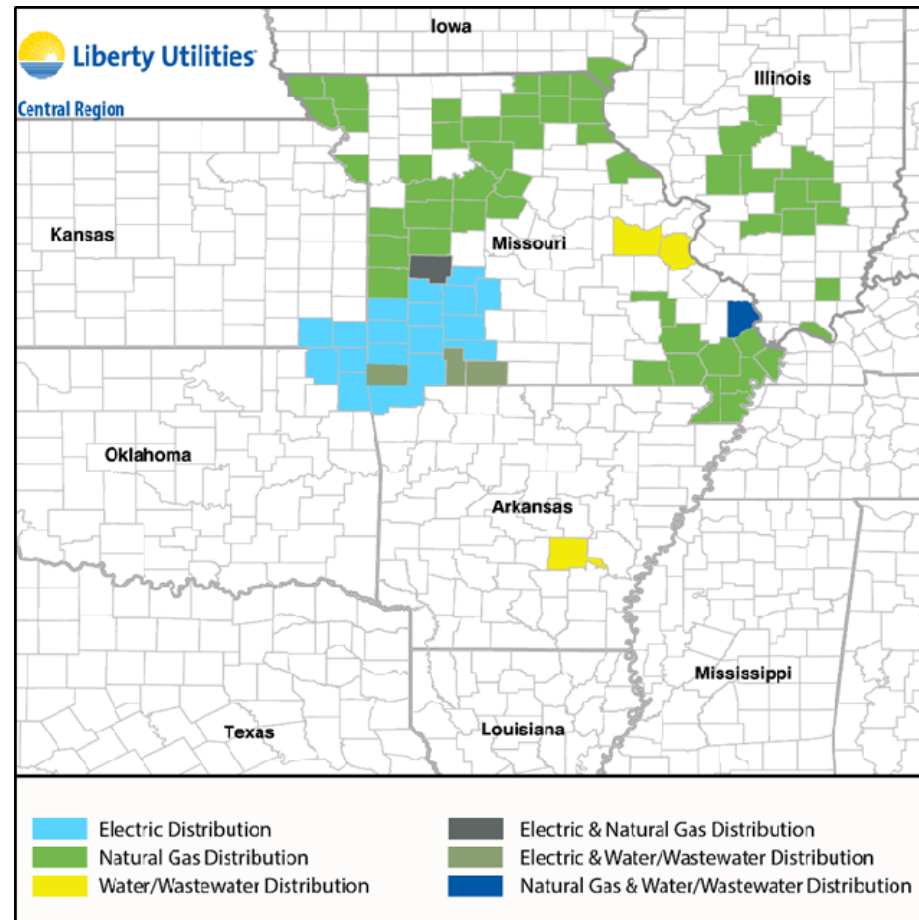 Iowa
Liberty Utilities
Illinois
Central Region
Kansas
Missouri
Oklahoma
Arkansas
Mississippi
Texas
Louisiana
Electric Distribution
Natural Gas Distribution
Water/Wastewater Distribution
Electric & Natural Gas Distribution
Electric & Water/Wastewater Distribution
Natural Gas & Water/Wastewater Distribution